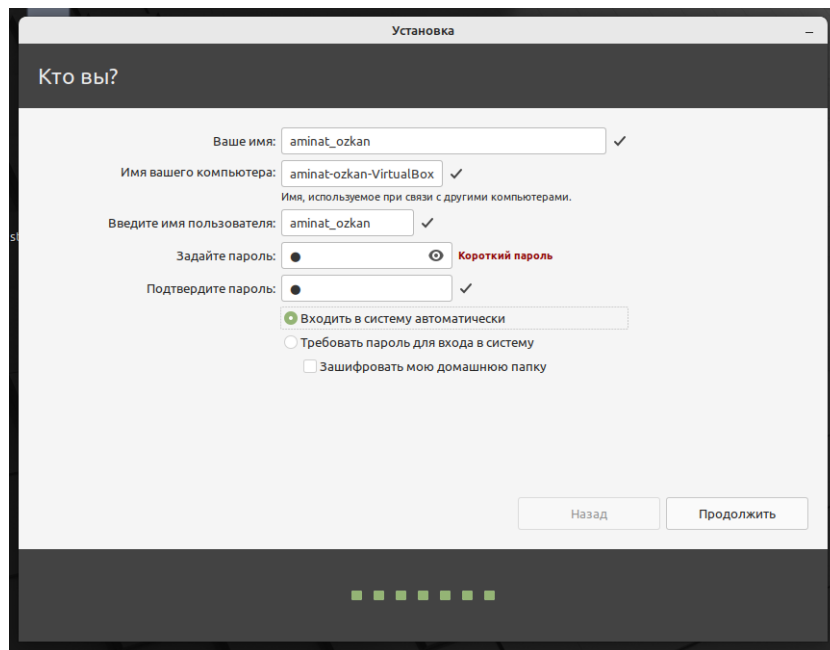 Установка
Кто вы?
Ваше имя: aminat_ozkan
Имя вашего компьютера: aminat-ozkan-VirtualBox
Имя, используемое при связи с другими компьютерами.
Введите имя пользователя: aminat_ozkan
Задайте пароль: ● Короткий пароль
Подтвердите пароль: ●
Входить в систему автоматически
Требовать пароль для входа в систему
Зашифровать мою домашнюю папку
Назад Продолжить